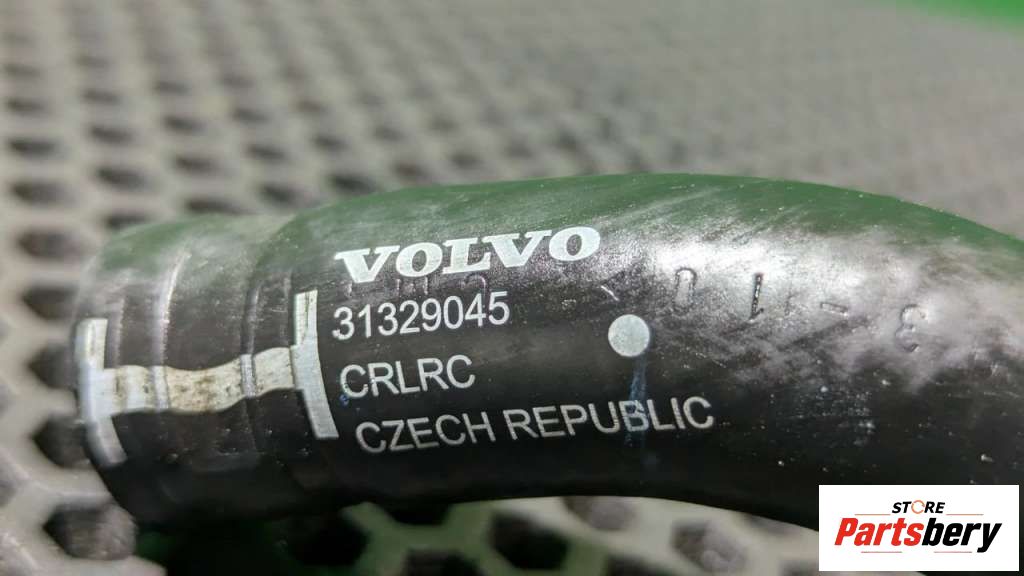 VOLVO
31329045
CRLRC
CZECH REPUBLIC
STORE
Partsbery